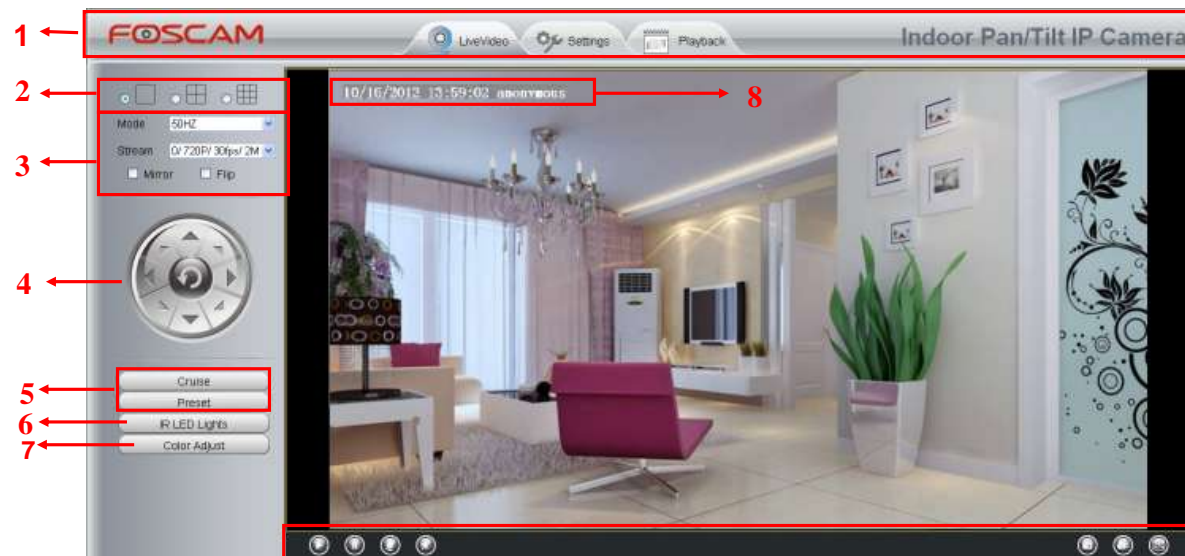 1
FOSCAM
LiveVideo
Settings
Playback
Indoor Pan/Tilt IP Camera
2
10/16/2012 13:59:02 anonymous
8
Mode
50HZ
3
Stream
0/ 720P/ 30fps/ 2M
Mirror
Flip
4
5
Cruise
Preset
6
IR LED Lights
7
Color Adjust